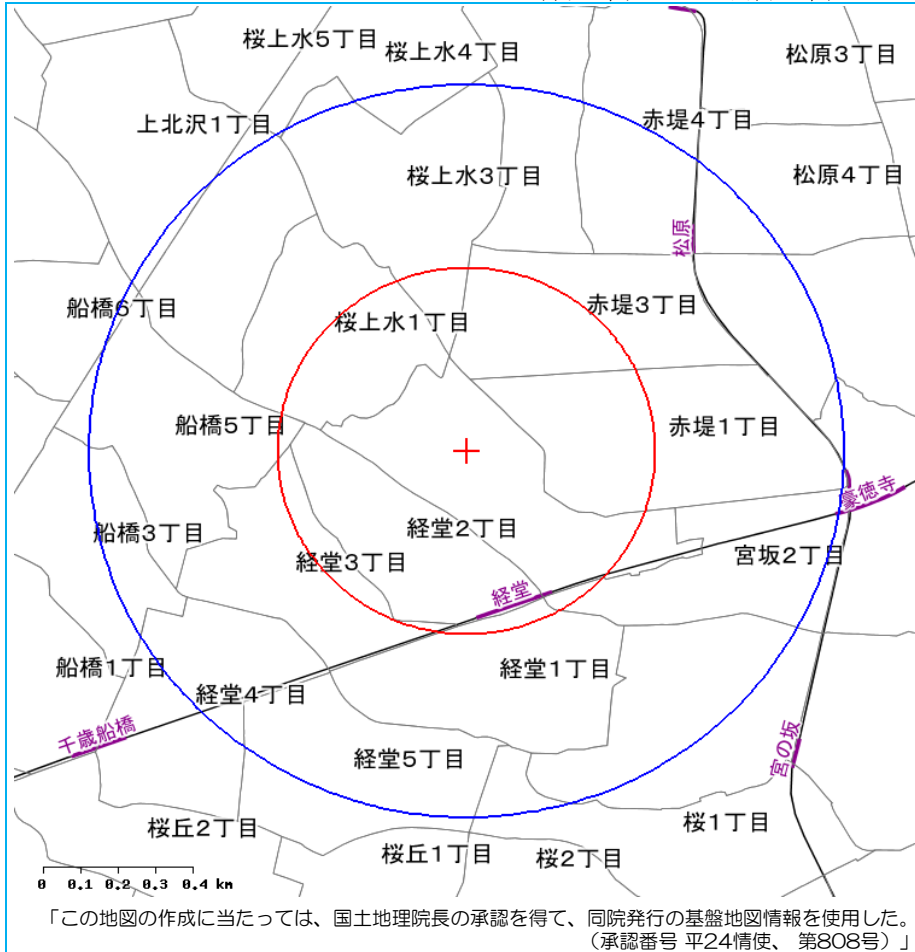 桜上水5丁目
桜上水4丁目
松原3丁目
上北沢1丁目
赤堤4丁目
桜上水3丁目
松原4丁目
松原
船橋6丁目
桜上水1丁目
赤堤3丁目
船橋5丁目
赤堤1丁目
豪徳寺
船橋3丁目
経堂2丁目
経堂3丁目
宮坂2丁目
経堂
船橋1丁目
経堂4丁目
経堂1丁目
千歳船橋
経堂5丁目
宮の坂
桜丘2丁目
桜丘1丁目
桜2丁目
桜1丁目
0 0.1 0.2 0.3 0.4 km
「この地図の作成に当たっては、国土地理院長の承認を得て、同院発行の基盤地図情報を使用した。
(承認番号 平24情使、 第808号)」